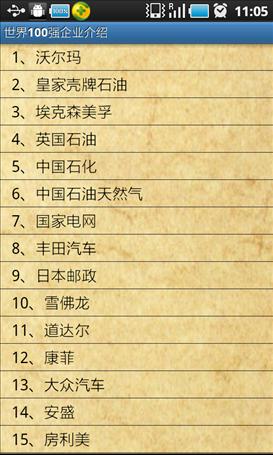 100%
R
11:05
世界100强企业介绍
1、沃尔玛
2、皇家壳牌石油
3、埃克森美孚
4、英国石油
5、中国石化
6、中国石油天然气
7、国家电网
8、丰田汽车
9、日本邮政
10、雪佛龙
11、道达尔
12、康菲
13、大众汽车
14、安盛
15、房利美